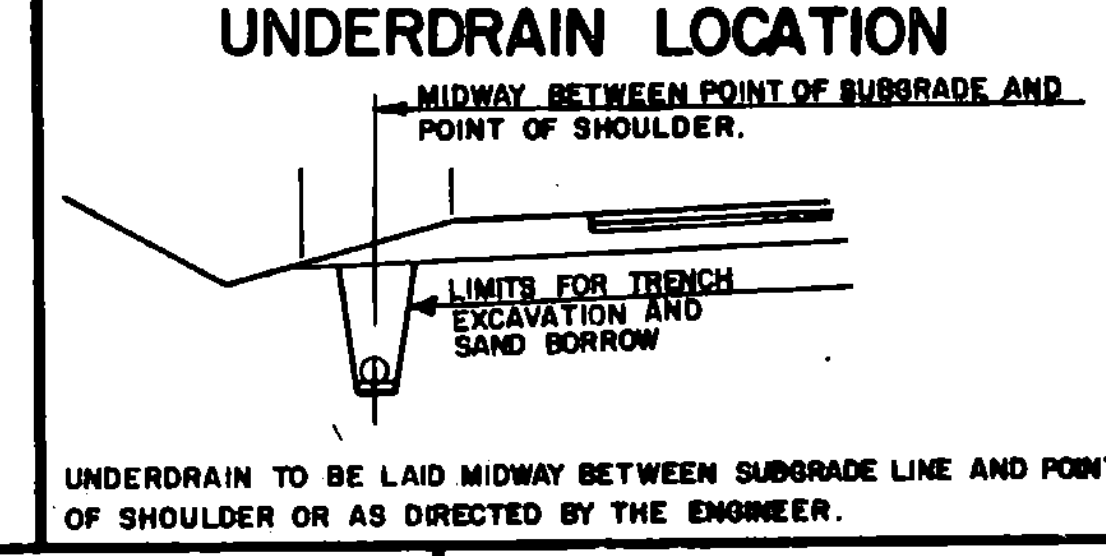 UNDERDRAIN LOCATION
MIDWAY BETWEEN POINT OF SUBGRADE AND
POINT OF SHOULDER.
LIMITS FOR TRENCH
EXCAVATION AND
SAND BORROW
UNDERDRAIN TO BE LAID MIDWAY BETWEEN SUBGRADE LINE AND POINT
OF SHOULDER OR AS DIRECTED BY THE ENGINEER.